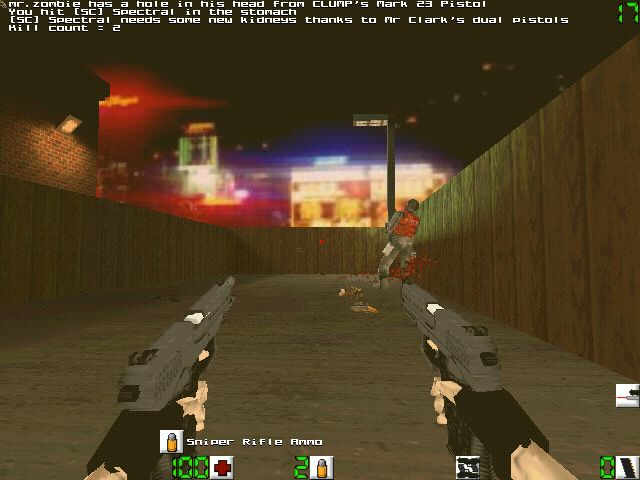 mr.zombie has a hole in his head from CLUMP's Mark 23 Pistol
You hit [SC] Spectral in the stomach
[SC] Spectral needs some new kidneys thanks to Mr Clark's dual pistols
Kill count = 2
17
Sniper Rifle Ammo
100
2
0